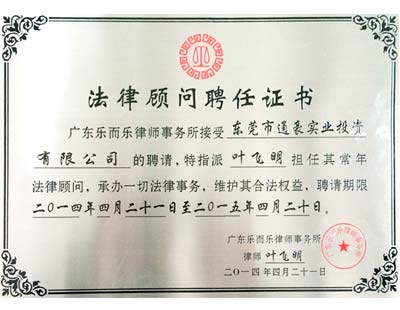 法律顾问聘任证书
广东乐而乐律师事务所接受东莞市通豪实业投资
有限公司的聘请，特指派叶飞明担任其常年
法律顾问，承办一切法律事务，维护其合法权益，聘请期限
二〇一四年四月二十一日至二〇一五年四月二十日。
广东乐而乐律师事务所
律师 叶飞明
二〇一四年四月二十一日